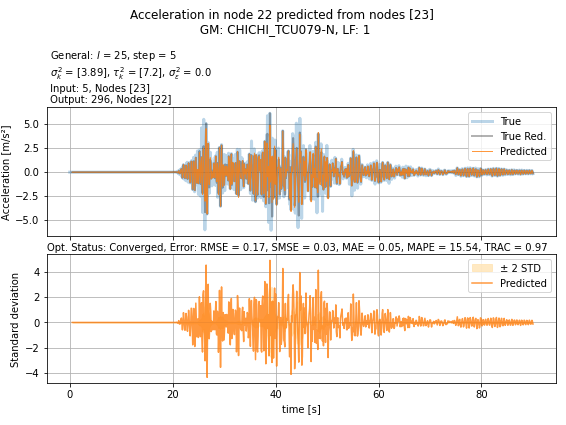 Acceleration in node 22 predicted from nodes [23]
GM: CHICHI_TCU079-N, LF: 1
General: l = 25, step = 5
σ²ₖ = [3.89], τ²ₖ = [7.2], σ²ε = 0.0
Input: 5, Nodes [23]
Output: 296, Nodes [22]
5.0
2.5
0.0
−2.5
−5.0
Acceleration [m/s²]
True
True Red.
Predicted
Opt. Status: Converged, Error: RMSE = 0.17, SMSE = 0.03, MAE = 0.05, MAPE = 15.54, TRAC = 0.97
4
2
0
−2
−4
Standard deviation
± 2 STD
Predicted
0 20 40 60 80
time [s]